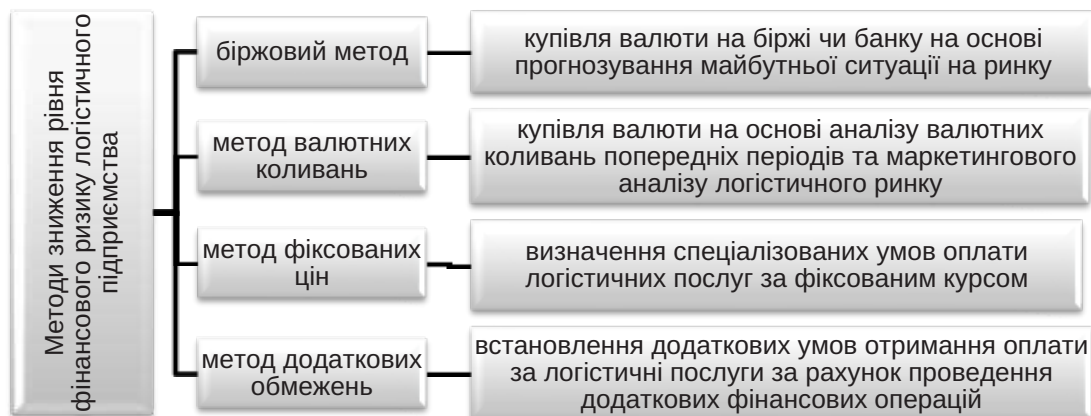 Методи зниження рівня
фінансового ризику логістичного
підприємства
біржовий метод
купівля валюти на біржі чи банку на основі
прогнозування майбутньої ситуації на ринку
метод валютних
коливань
купівля валюти на основі аналізу валютних
коливань попередніх періодів та маркетингового
аналізу логістичного ринку
метод фіксованих
цін
визначення спеціалізованих умов оплати
логістичних послуг за фіксованим курсом
метод додаткових
обмежень
встановлення додаткових умов отримання оплати
за логістичні послуги за рахунок проведення
додаткових фінансових операцій